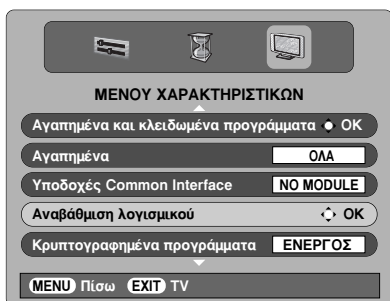 ΜΕΝΟΥ ΧΑΡΑΚΤΗΡΙΣΤΙΚΩΝ
Αγαπημένα και κλειδωμένα προγράμματα OK
Αγαπημένα ΟΛΑ
Υποδοχές Common Interface NO MODULE
Αναβάθμιση λογισμικού OK
Κρυπτογραφημένα προγράμματα ΕΝΕΡΓΟΣ
MENU Πίσω EXIT TV